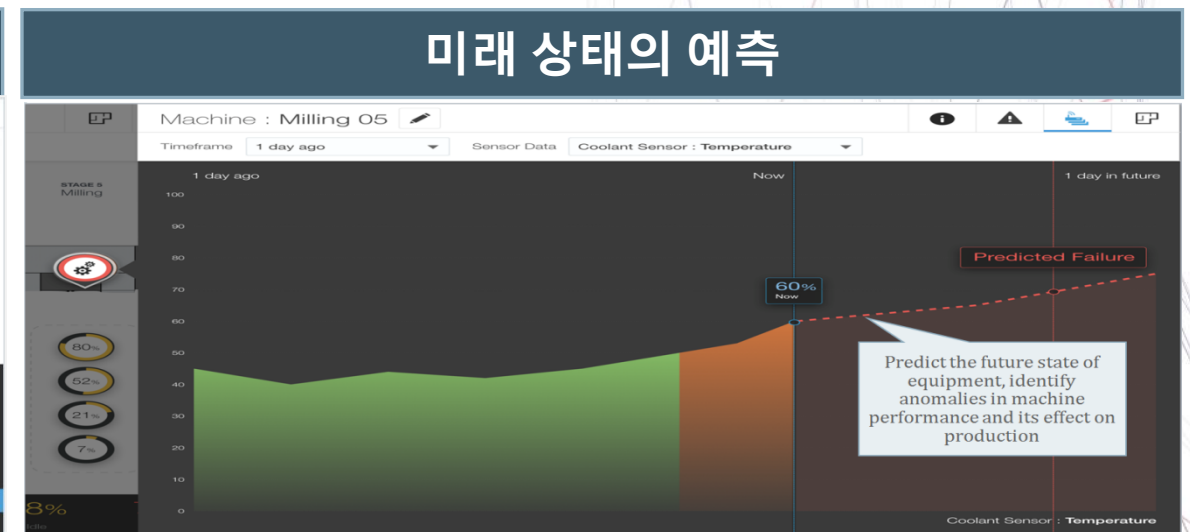 미래 상태의 예측
Machine : Milling 05
Timeframe 1 day ago Sensor Data Coolant Sensor : Temperature
1 day ago Now 1 day in future
STAGE 5
Milling
100
90
80
Predicted Failure
70
60%
Now
60
80%
50
Predict the future state of
equipment, identify
anomalies in machine
performance and its effect on
production
52%
40
21%
30
7%
20
10
0
8%
Idle
Coolant Sensor : Temperature